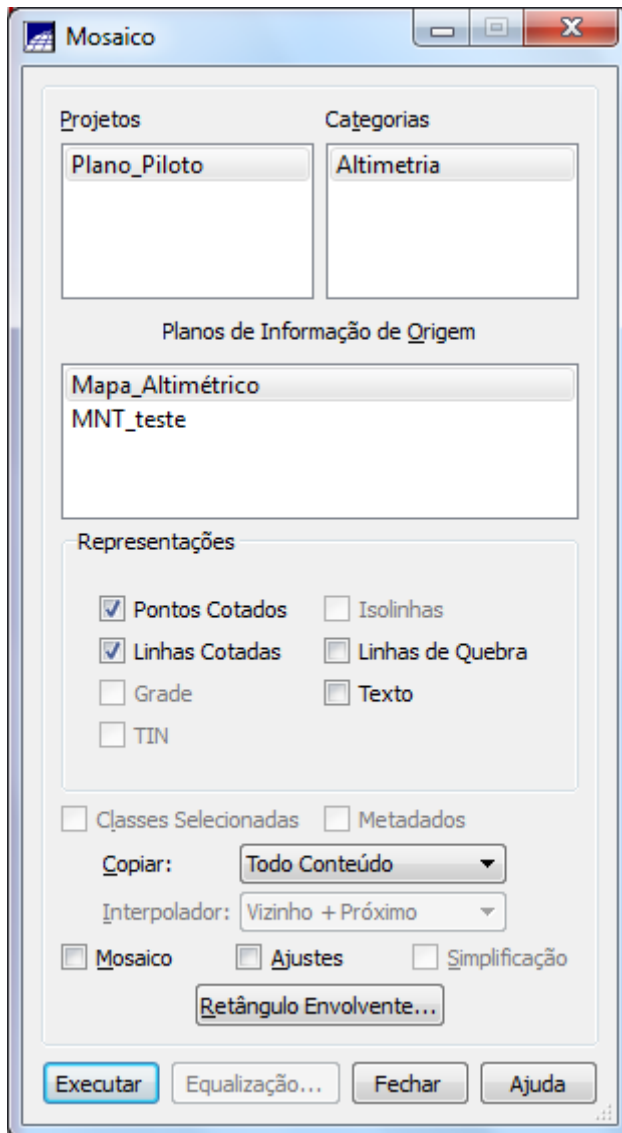 Mosaico
Projetos Categorias
Plano_Piloto Altimetria
Planos de Informação de Origem
Mapa_Altimétrico
MNT_teste
Representações
Pontos Cotados Isolinhas
Linhas Cotadas Linhas de Quebra
Grade Texto
TIN
Classes Selecionadas Metadados
Copiar: Todo Conteúdo
Interpolador: Vizinho + Próximo
Mosaico Ajustes Simplificação
Retângulo Envolvente...
Executar Equalização... Fechar Ajuda